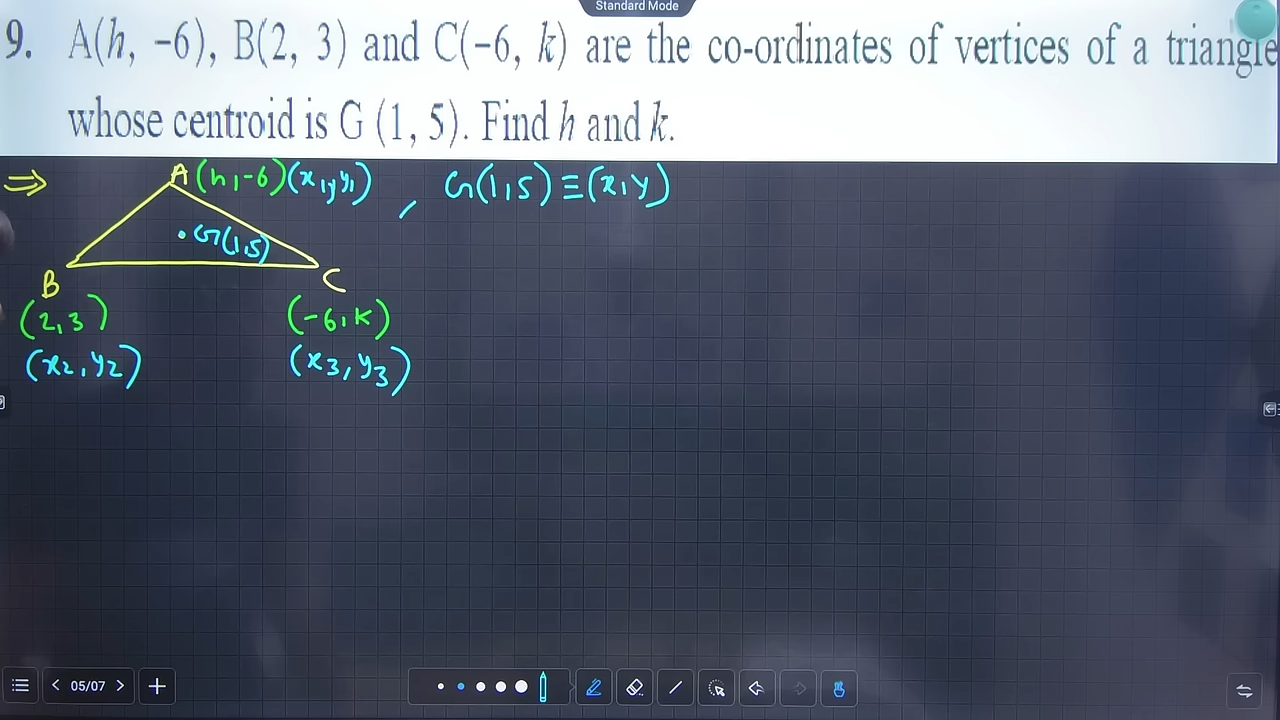 Standard Mode
9. A(h, -6), B(2, 3) and C(-6, k) are the co-ordinates of vertices of a triangle
whose centroid is G (1, 5). Find h and k.
⇒ A(h,-6)(x1,y1) , G(1,5)≡(x,y)
.G(1,5)
B C
(2,3) (-6,k)
(x2,y2) (x3,y3)
05/07